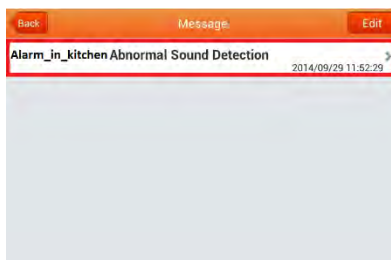 Back Message Edit
Alarm_in_kitchen Abnormal Sound Detection
2014/09/29 11:52:29